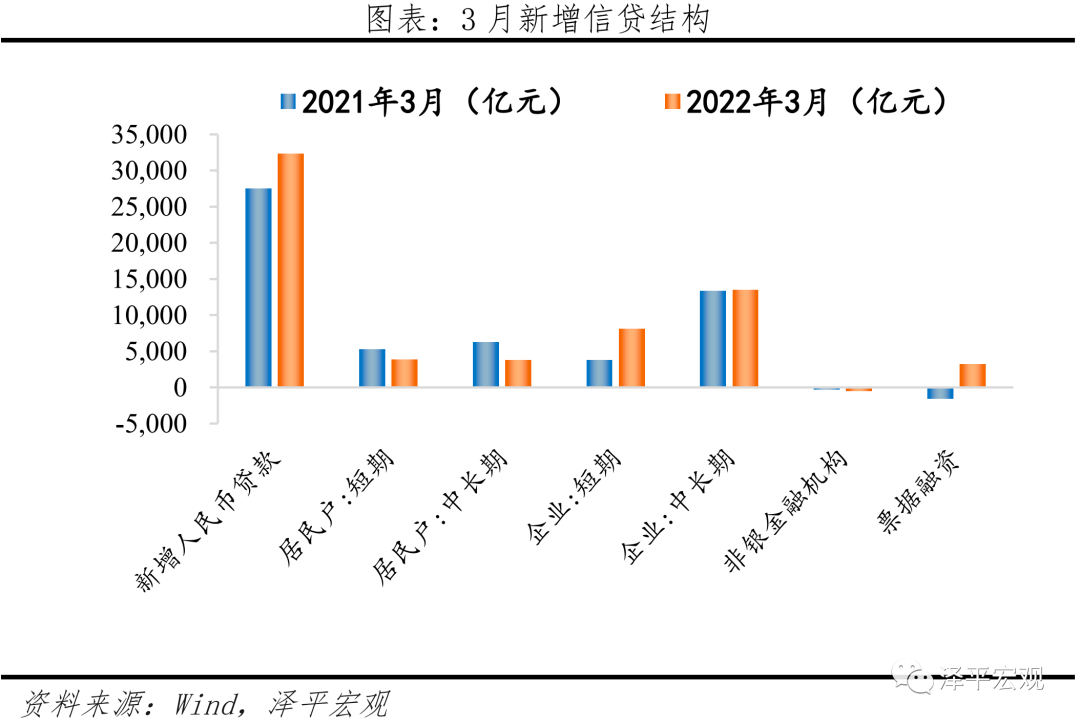 图表：3 月新增信贷结构
2021年3月（亿元） 2022年3月（亿元）
35,000
30,000
25,000
20,000
15,000
10,000
5,000
0
-5,000
新增人民币贷款
居民户:短期
居民户:中长期
企业:短期
企业:中长期
非银金融机构
票据融资
泽平宏观
资料来源：Wind，泽平宏观